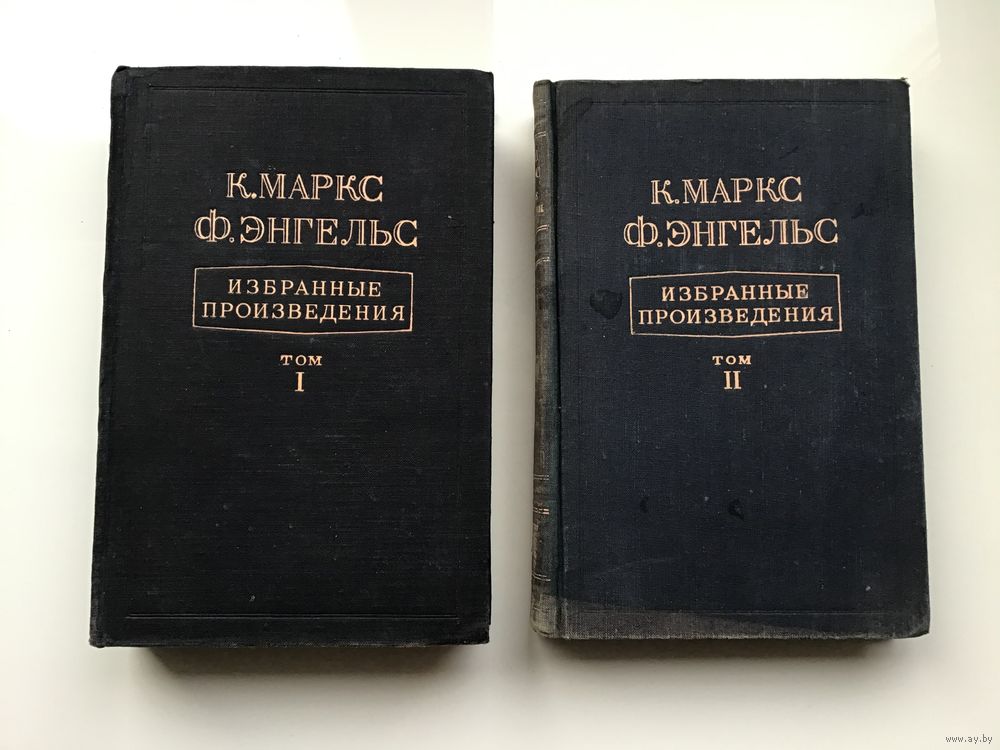 К. МАРКС
Ф. ЭНГЕЛЬС
ИЗБРАННЫЕ
ПРОИЗВЕДЕНИЯ
ТОМ
I
К. МАРКС
Ф. ЭНГЕЛЬС
ИЗБРАННЫЕ
ПРОИЗВЕДЕНИЯ
ТОМ
II
www.ay.by